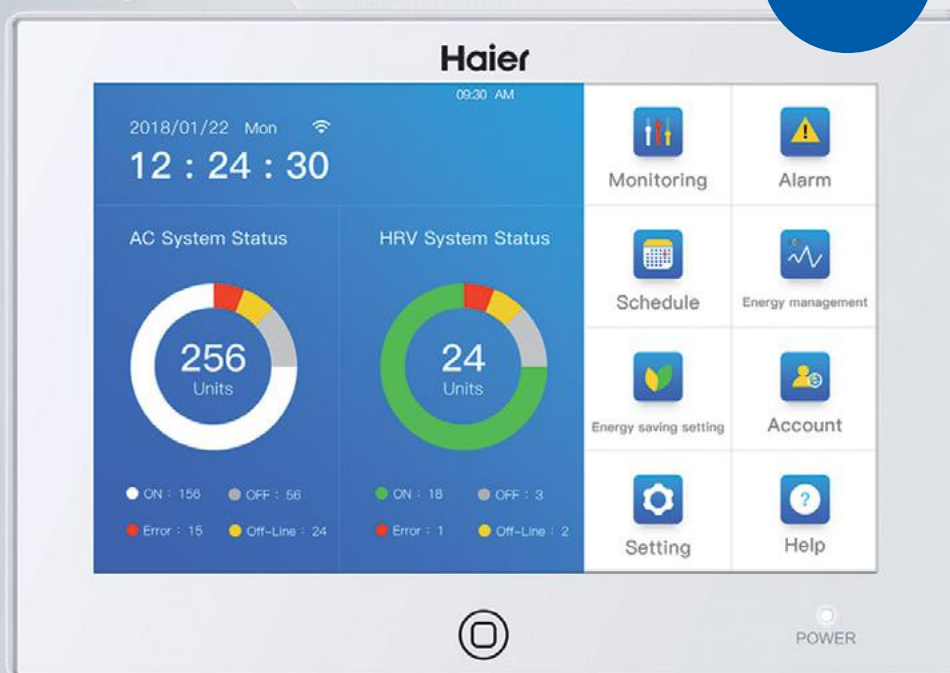 Haier
09:30 AM
2018/01/22 Mon
12 : 24 : 30
AC System Status
256
Units
ON : 156
OFF : 56
Error : 15
Off-Line : 24
HRV System Status
24
Units
ON : 18
OFF : 3
Error : 1
Off-Line : 2
Monitoring
Alarm
Schedule
Energy management
Energy saving setting
Account
Setting
Help
POWER